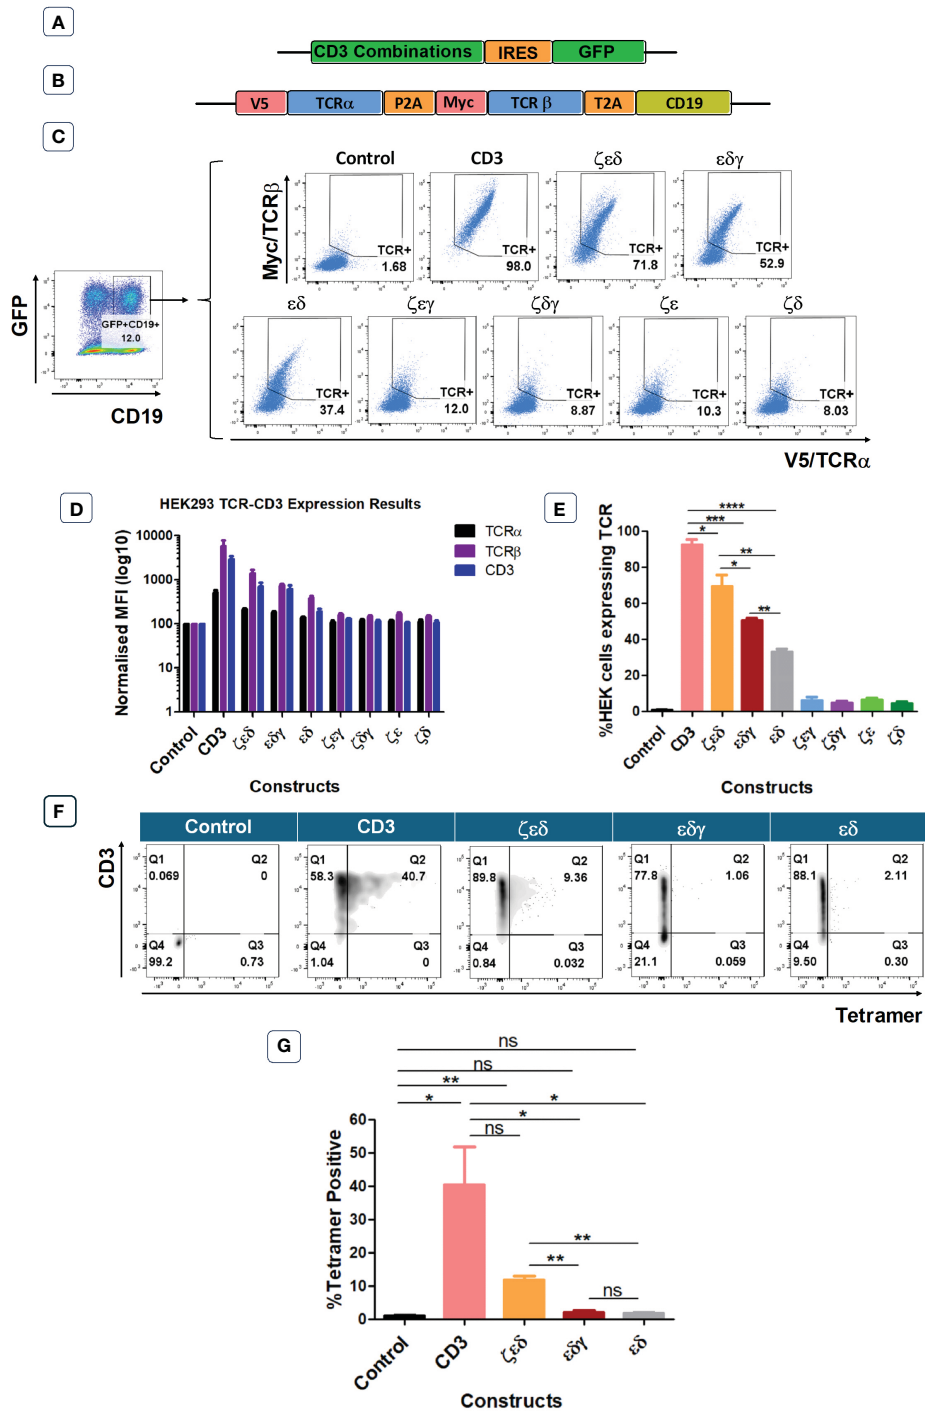 A
CD3 Combinations IRES GFP
B
V5 TCRα P2A Myc TCR β T2A CD19
C
Control CD3 ζεδ εδγ
Myc/TCRβ
TCR+ 1.68
TCR+ 98.0
TCR+ 71.8
TCR+ 52.9
GFP
GFP+CD19+
12.0
CD19
εδ ζεγ ζδγ ζε ζδ
TCR+ 37.4
TCR+ 12.0
TCR+ 8.87
TCR+ 10.3
TCR+ 8.03
V5/TCRα
D
HEK293 TCR-CD3 Expression Results
Normalised MFI (log10)
10000
1000
100
10
1
TCRα
TCRβ
CD3
Control CD3 ζεδ εδγ εδ ζεγ ζδγ ζε ζδ
Constructs
E
%HEK cells expressing TCR
100
80
60
40
20
0
****
***
*
**
*
**
Control CD3 ζεδ εδγ εδ ζεγ ζδγ ζε ζδ
Constructs
F
Control CD3 ζεδ εδγ εδ
CD3
Q1 0.069 Q2 0 Q4 99.2 Q3 0.73
Q1 58.3 Q2 40.7 Q4 1.04 Q3 0
Q1 89.8 Q2 9.36 Q4 0.84 Q3 0.032
Q1 77.8 Q2 1.06 Q4 21.1 Q3 0.059
Q1 88.1 Q2 2.11 Q4 9.50 Q3 0.30
Tetramer
G
ns
ns
**
*
*
*
ns
**
**
ns
%Tetramer Positive
60
50
40
30
20
10
0
Control CD3 ζεδ εδγ εδ
Constructs